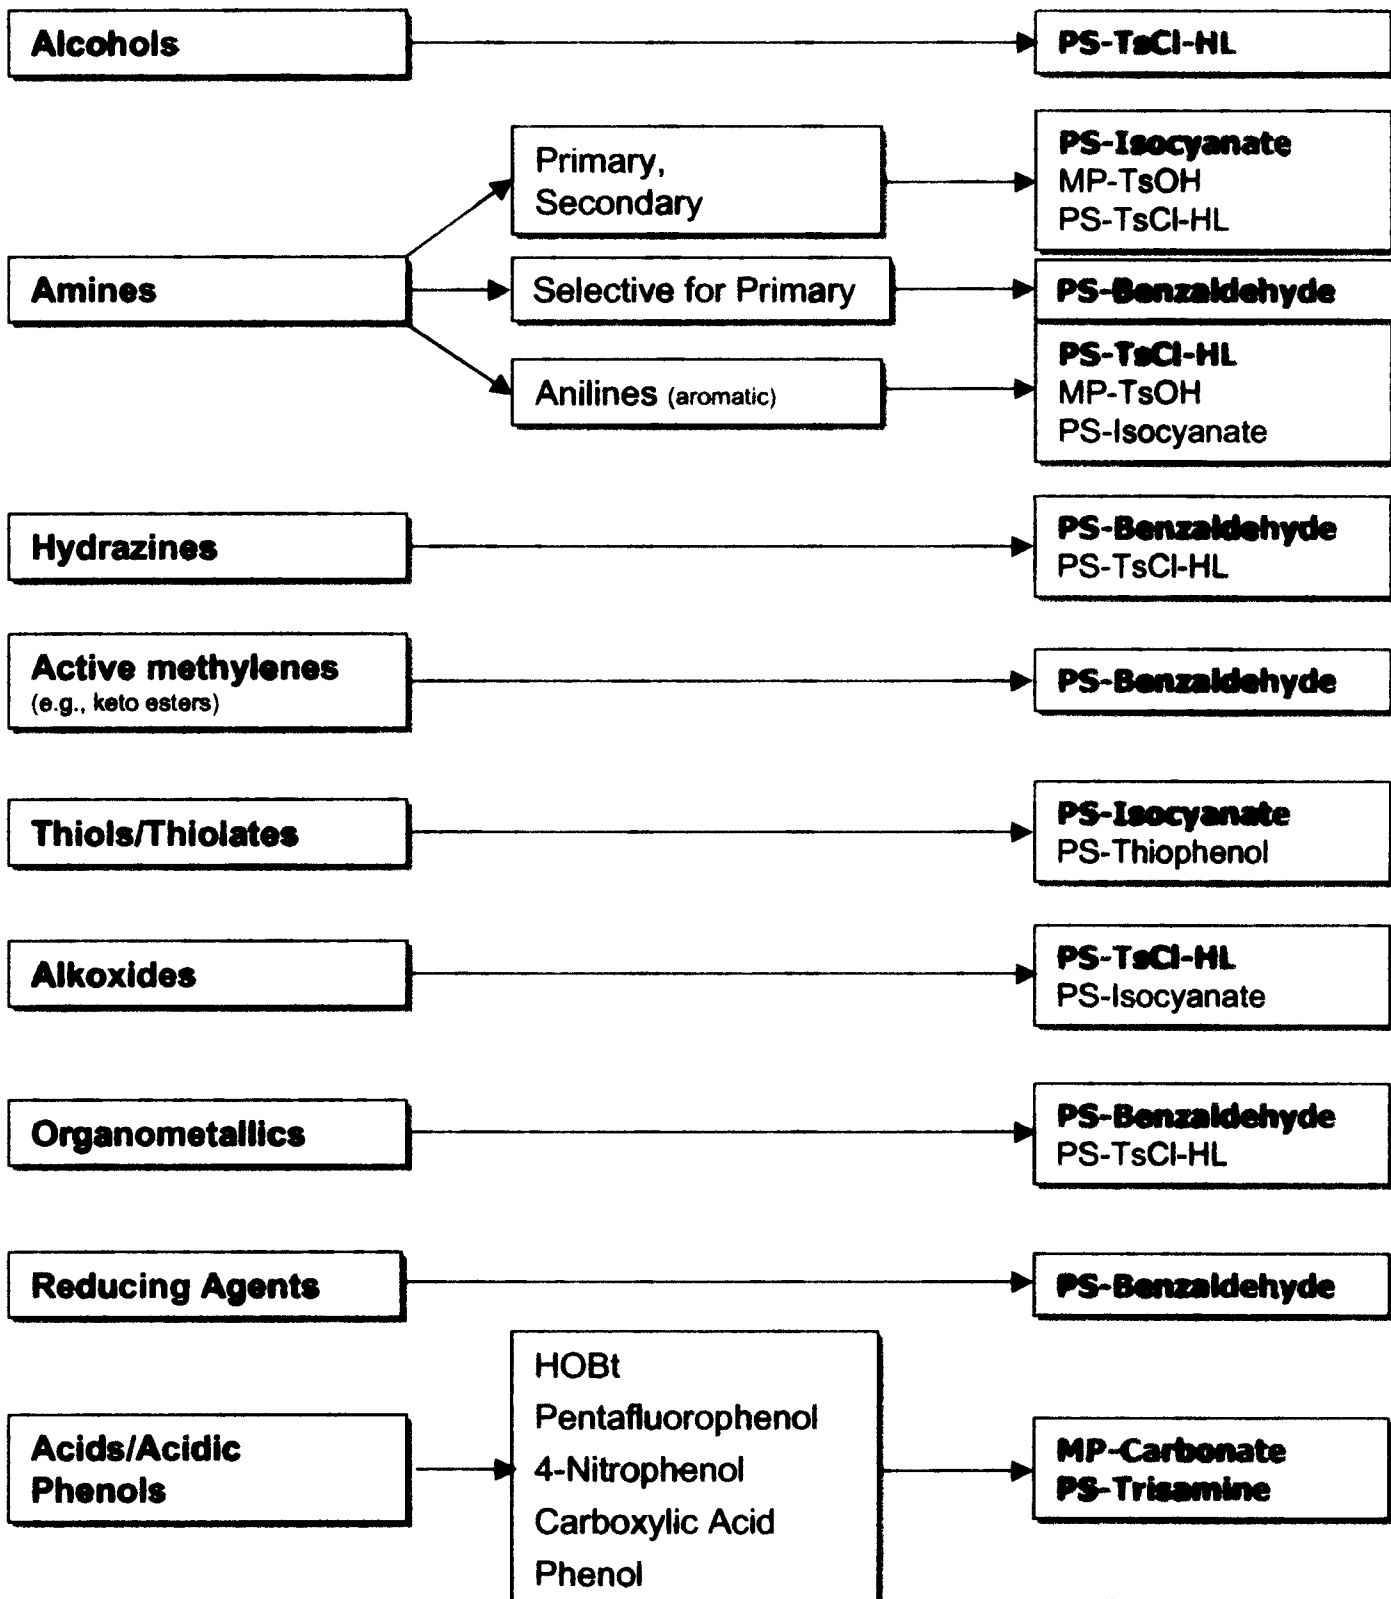 Alcohols
PS-TsCl-HL
Primary,
Secondary
PS-Isocyanate
MP-TsOH
PS-TsCl-HL
Amines
Selective for Primary
PS-Benzaldehyde
Anilines (aromatic)
PS-TsCl-HL
MP-TsOH
PS-Isocyanate
Hydrazines
PS-Benzaldehyde
PS-TsCl-HL
Active methylenes
(e.g., keto esters)
PS-Benzaldehyde
Thiols/Thiolates
PS-Isocyanate
PS-Thiophenol
Alkoxides
PS-TsCl-HL
PS-Isocyanate
Organometallics
PS-Benzaldehyde
PS-TsCl-HL
Reducing Agents
PS-Benzaldehyde
Acids/Acidic
Phenols
HOBt
Pentafluorophenol
4-Nitrophenol
Carboxylic Acid
Phenol
MP-Carbonate
PS-Trisamine